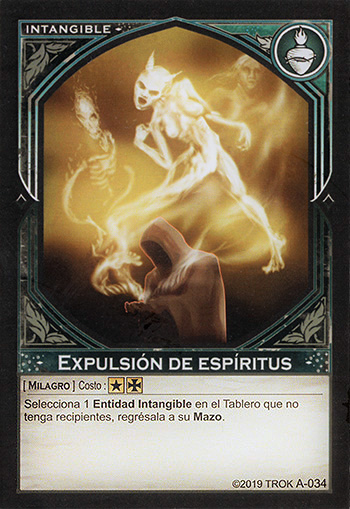 INTANGIBLE
EXPULSIÓN DE ESPÍRITUS
[ MILAGRO ] Costo :
Selecciona 1 Entidad Intangible en el Tablero que no
tenga recipientes, regrésala a su Mazo.
©2019 TROK A-034